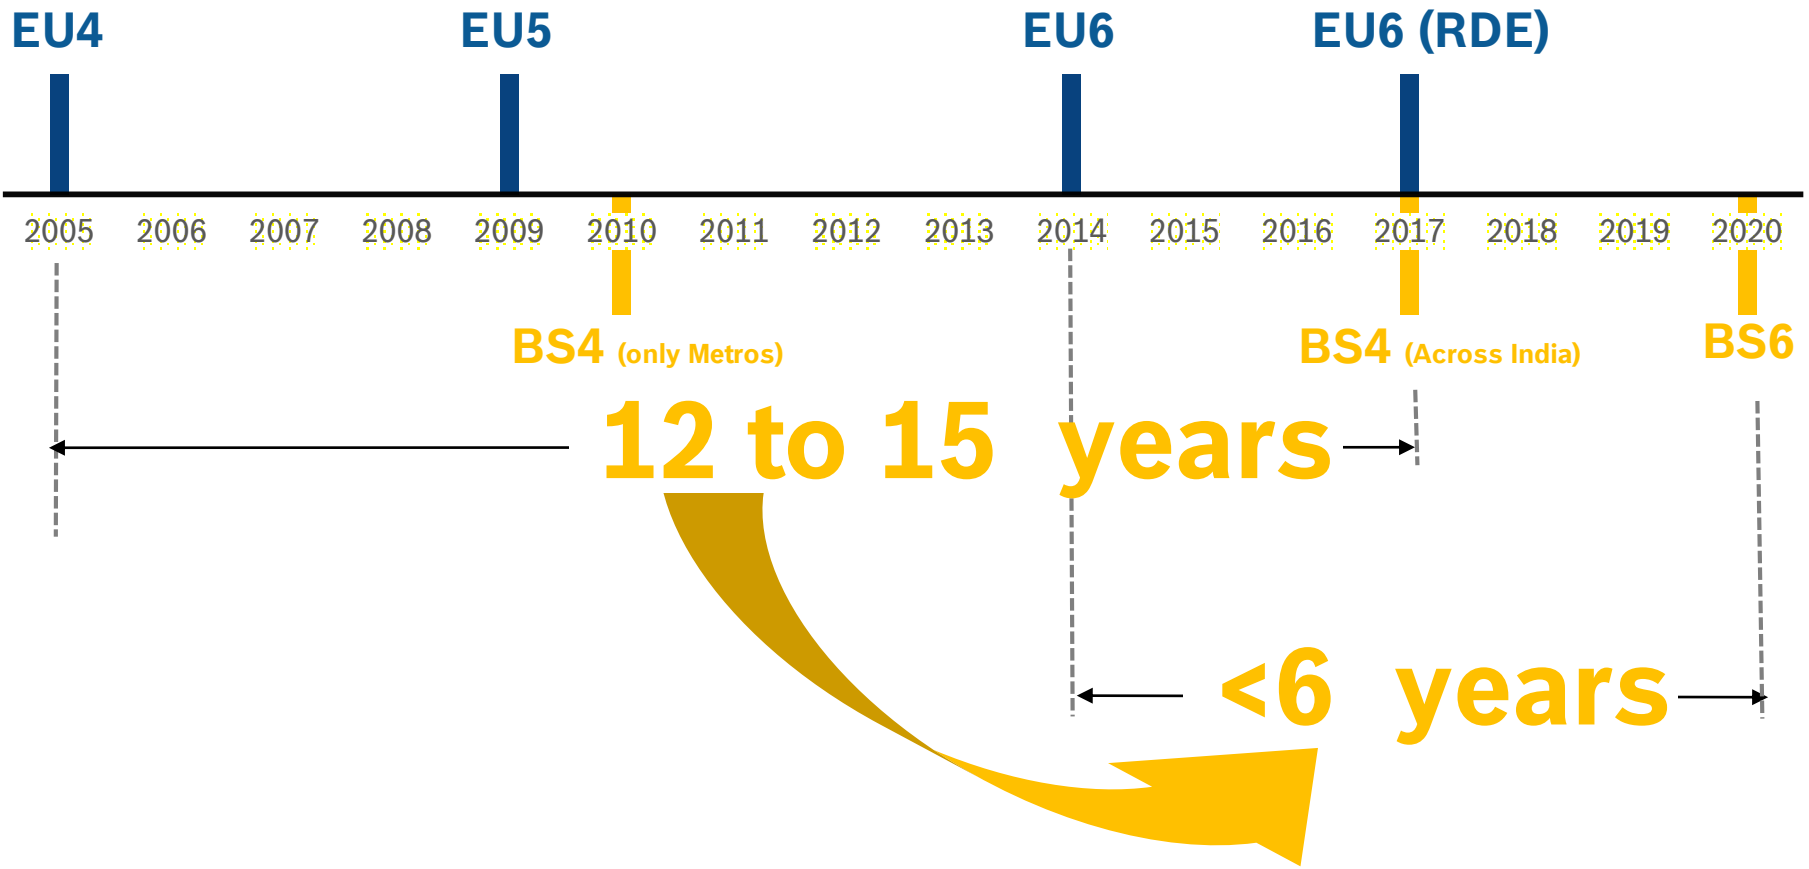 EU4 EU5 EU6 EU6 (RDE)
2005 2006 2007 2008 2009 2010 2011 2012 2013 2014 2015 2016 2017 2018 2019 2020
BS4 (only Metros) BS4 (Across India) BS6
12 to 15 years
<6 years